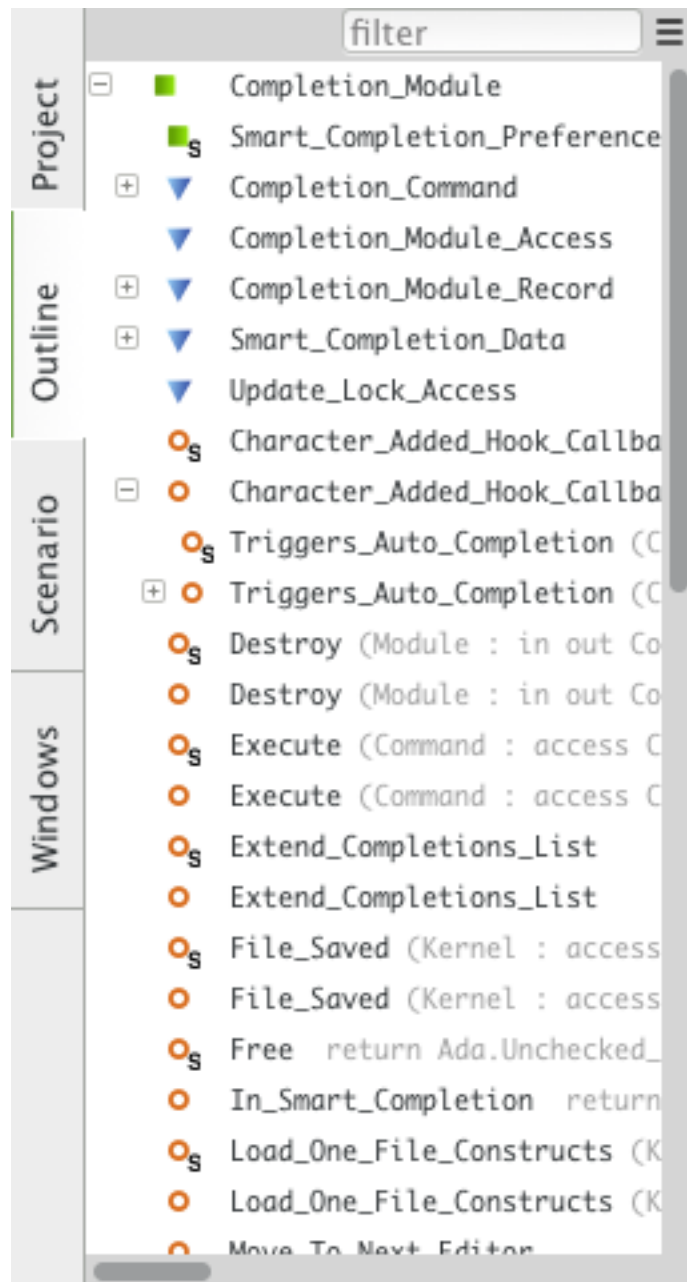 filter
Project
Outline
Scenario
Windows
Completion_Module
Smart_Completion_Preference
Completion_Command
Completion_Module_Access
Completion_Module_Record
Smart_Completion_Data
Update_Lock_Access
S Character_Added_Hook_Callba
Character_Added_Hook_Callba
S Triggers_Auto_Completion (C
Triggers_Auto_Completion (C
S Destroy (Module : in out Co
Destroy (Module : in out Co
S Execute (Command : access C
Execute (Command : access C
S Extend_Completions_List
Extend_Completions_List
S File_Saved (Kernel : access
File_Saved (Kernel : access
S Free return Ada.Unchecked_
In_Smart_Completion return
S Load_One_File_Constructs (K
Load_One_File_Constructs (K
Move_To_Next_Editor